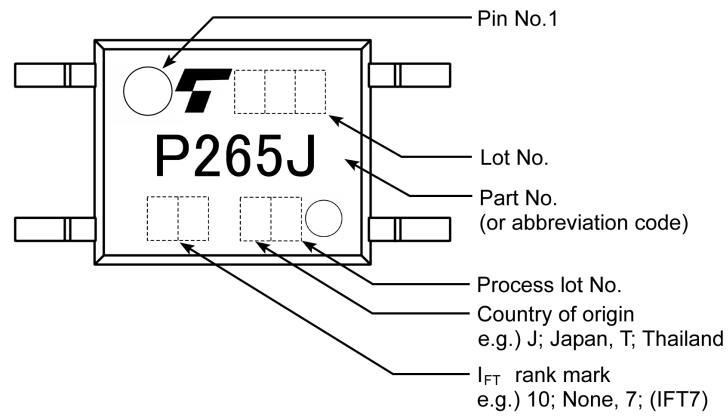 Pin No.1
P265J
Lot No.
Part No.
(or abbreviation code)
Process lot No.
Country of origin
e.g.) J; Japan, T; Thailand
IFT rank mark
e.g.) 10; None, 7; (IFT7)